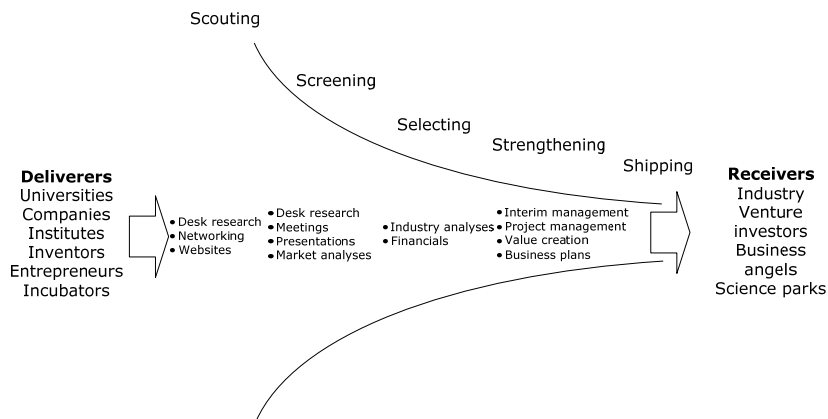 Scouting
Screening
Selecting
Strengthening
Shipping
Deliverers
Universities
Companies
Institutes
Inventors
Entrepreneurs
Incubators
• Desk research
• Networking
• Websites
• Desk research
• Meetings
• Presentations
• Market analyses
• Industry analyses
• Financials
• Interim management
• Project management
• Value creation
• Business plans
Receivers
Industry
Venture
investors
Business
angels
Science parks